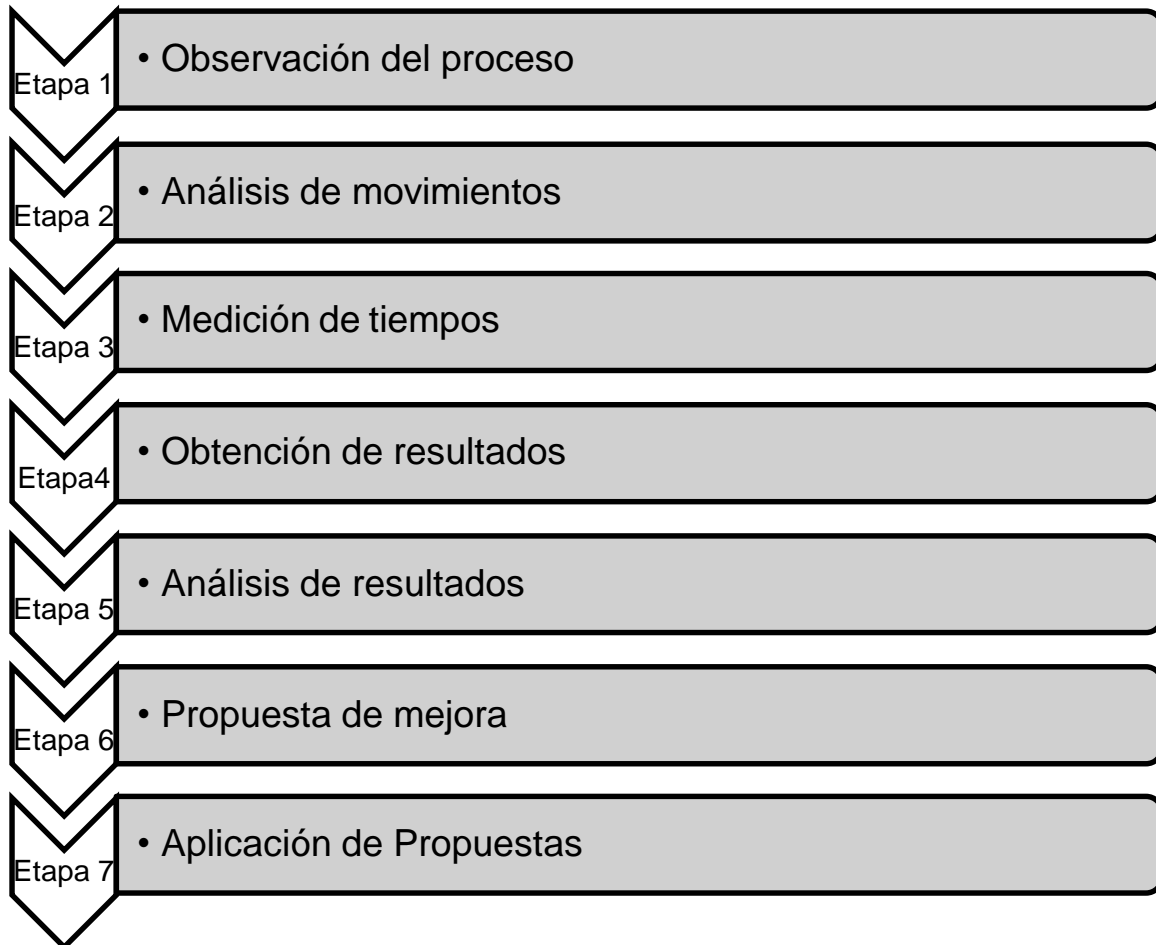 Etapa 1
• Observación del proceso
Etapa 2
• Análisis de movimientos
Etapa 3
• Medición de tiempos
Etapa4
• Obtención de resultados
Etapa 5
• Análisis de resultados
Etapa 6
• Propuesta de mejora
Etapa 7
• Aplicación de Propuestas